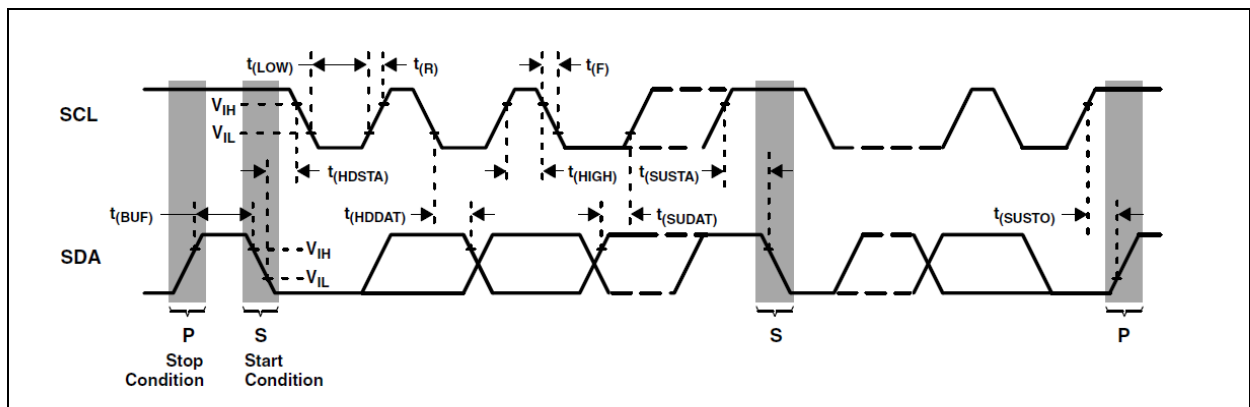 t(LOW)
t(R)
t(F)
SCL
VIH
VIL
t(HDSTA)
t(HIGH)
t(SUSTA)
t(BUF)
t(HDDAT)
t(SUDAT)
t(SUSTO)
SDA
VIH
VIL
P
S
S
P
Stop
Condition
Start
Condition